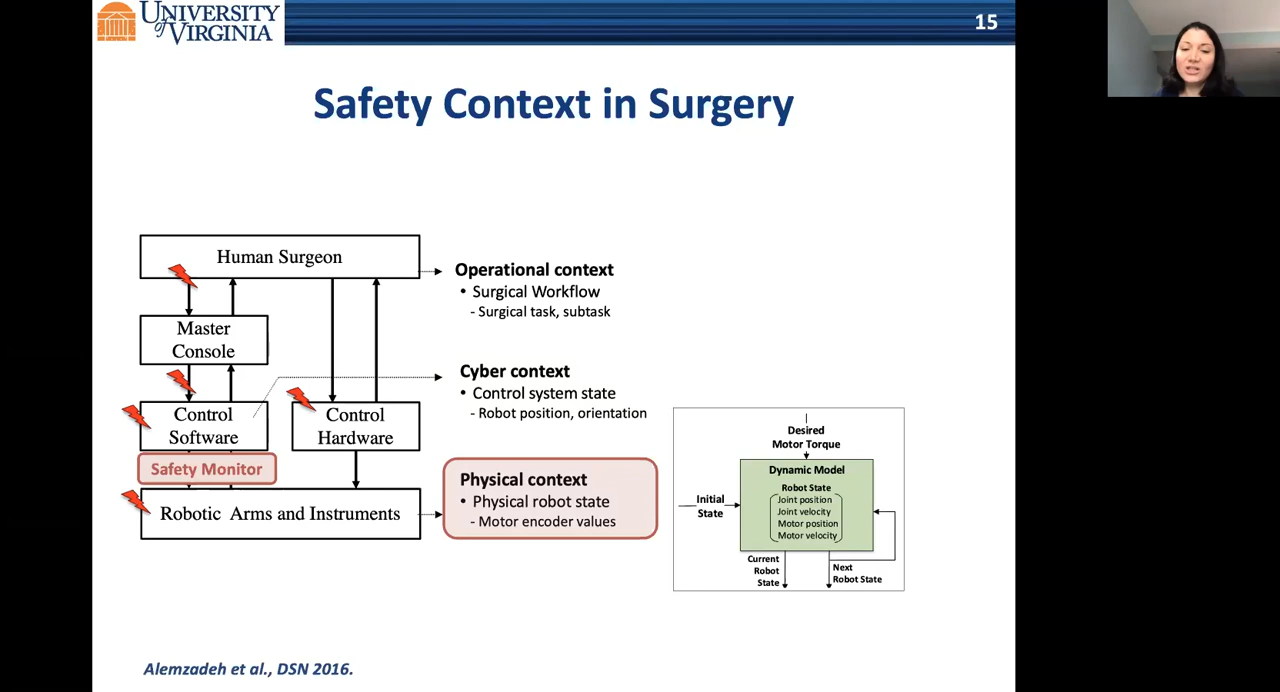 UNIVERSITY
of VIRGINIA
15
Safety Context in Surgery
Human Surgeon
Master
Console
Control
Software
Control
Hardware
Safety Monitor
Robotic Arms and Instruments
Operational context
• Surgical Workflow
- Surgical task, subtask
Cyber context
• Control system state
- Robot position, orientation
Physical context
• Physical robot state
- Motor encoder values
Desired
Motor Torque
Dynamic Model
Robot State
Joint position
Joint velocity
Motor position
Motor velocity
Initial
State
Current
Robot
State
Next
Robot State
Alemzadeh et al., DSN 2016.